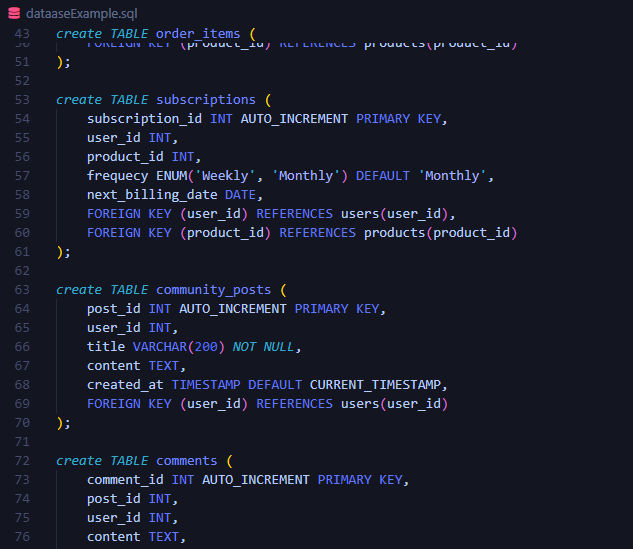 dataaseExample.sql
43 create TABLE order_items (
50 FOREIGN KEY (product_id) REFERENCES products(product_id)
51 );
52
53 create TABLE subscriptions (
54 subscription_id INT AUTO_INCREMENT PRIMARY KEY,
55 user_id INT,
56 product_id INT,
57 frequecy ENUM('Weekly', 'Monthly') DEFAULT 'Monthly',
58 next_billing_date DATE,
59 FOREIGN KEY (user_id) REFERENCES users(user_id),
60 FOREIGN KEY (product_id) REFERENCES products(product_id)
61 );
62
63 create TABLE community_posts (
64 post_id INT AUTO_INCREMENT PRIMARY KEY,
65 user_id INT,
66 title VARCHAR(200) NOT NULL,
67 content TEXT,
68 created_at TIMESTAMP DEFAULT CURRENT_TIMESTAMP,
69 FOREIGN KEY (user_id) REFERENCES users(user_id)
70 );
71
72 create TABLE comments (
73 comment_id INT AUTO_INCREMENT PRIMARY KEY,
74 post_id INT,
75 user_id INT,
76 content TEXT,